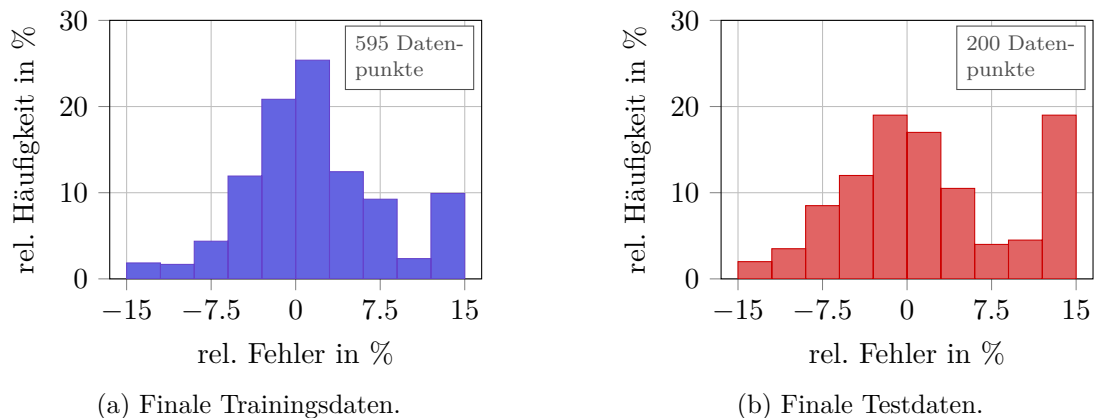 30
20
10
0
rel. Häufigkeit in %
595 Daten-
punkte
−15 −7.5 0 7.5 15
rel. Fehler in %
(a) Finale Trainingsdaten.
30
20
10
0
rel. Häufigkeit in %
200 Daten-
punkte
−15 −7.5 0 7.5 15
rel. Fehler in %
(b) Finale Testdaten.